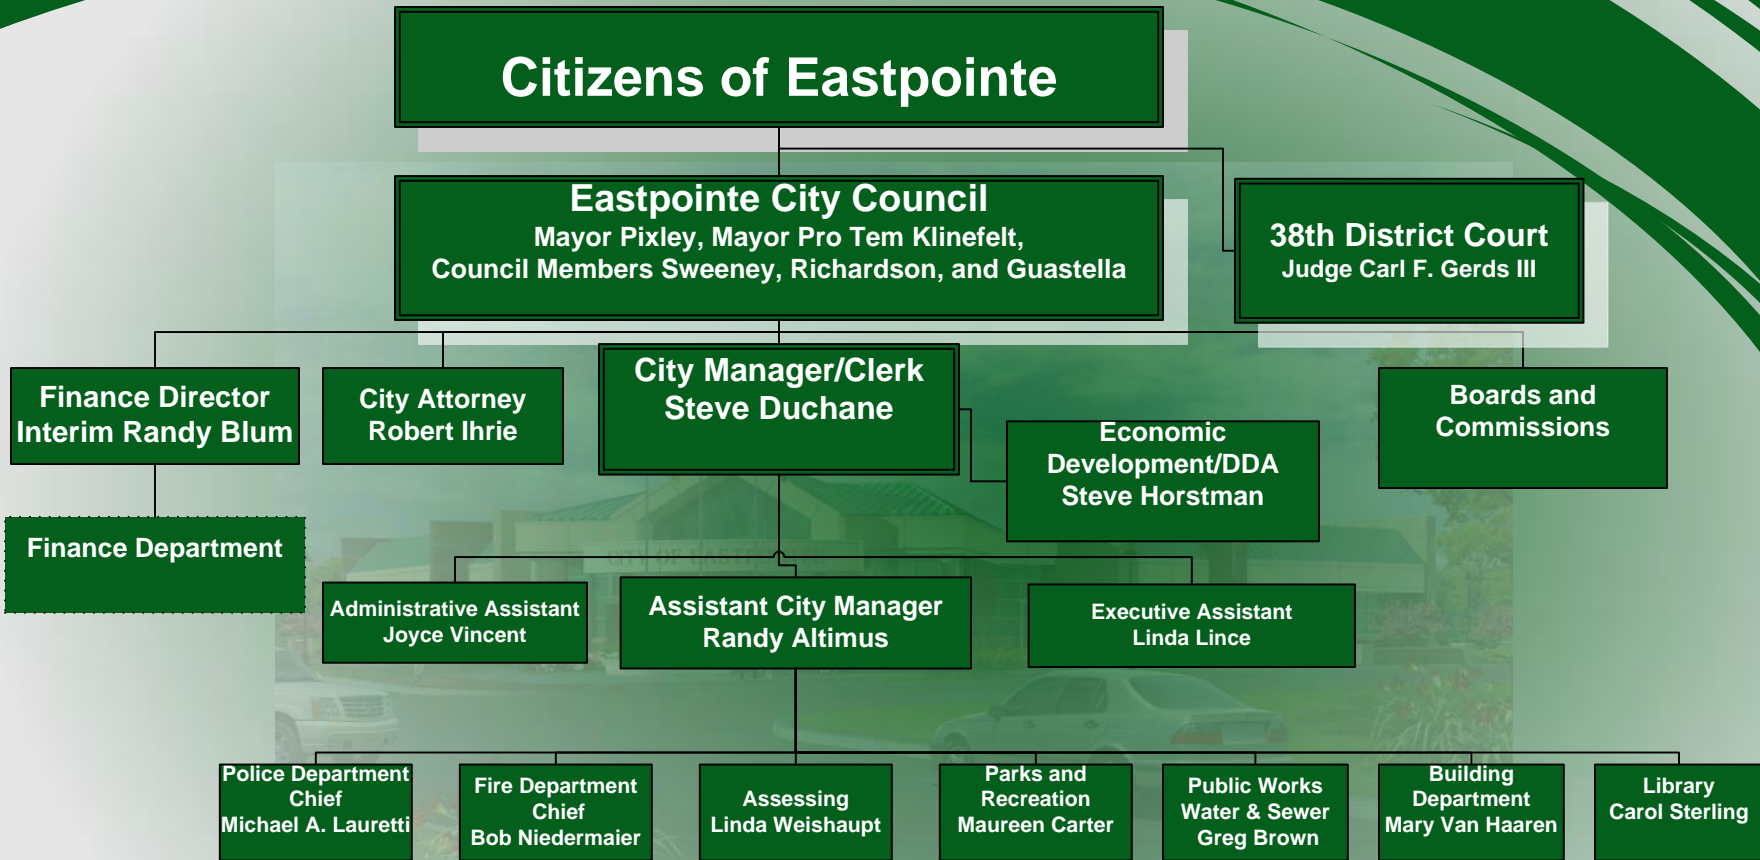 Citizens of Eastpointe
Eastpointe City Council
Mayor Pixley, Mayor Pro Tem Klinefelt,
Council Members Sweeney, Richardson, and Guastella
38th District Court
Judge Carl F. Gerds III
Finance Director
Interim Randy Blum
City Attorney
Robert Ihrie
City Manager/Clerk
Steve Duchane
Economic
Development/DDA
Steve Horstman
Boards and
Commissions
Finance Department
CITY OF EASTPOINTE
Administrative Assistant
Joyce Vincent
Assistant City Manager
Randy Altimus
Executive Assistant
Linda Lince
Police Department
Chief
Michael A. Lauretti
Fire Department
Chief
Bob Niedermaier
Assessing
Linda Weishaupt
Parks and
Recreation
Maureen Carter
Public Works
Water & Sewer
Greg Brown
Building
Department
Mary Van Haaren
Library
Carol Sterling